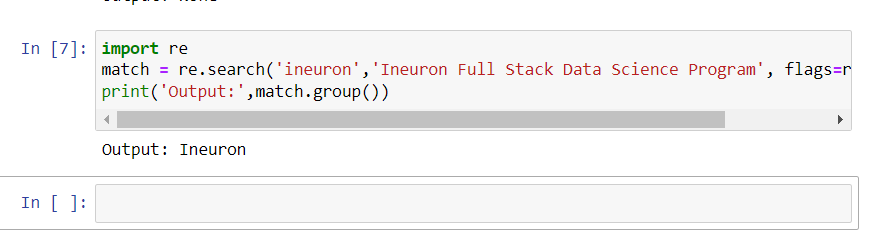 In [7]: import re
match = re.search('ineuron','Ineuron Full Stack Data Science Program', flags=r
print('Output:',match.group())
Output: Ineuron
In [ ]: